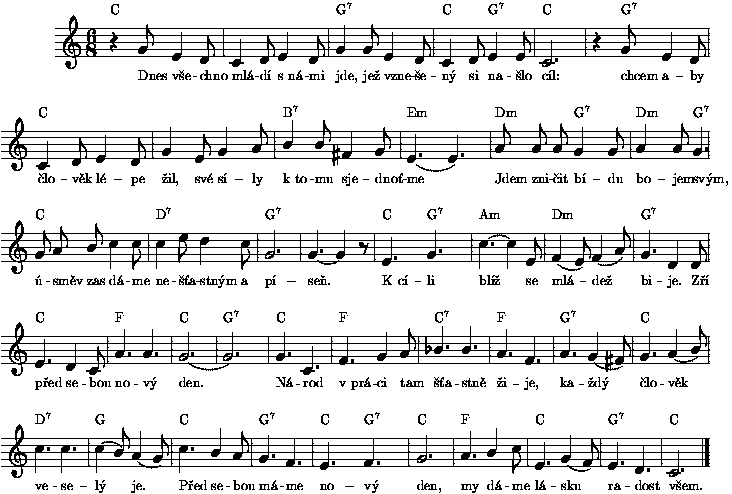 C G7 C G7 C G7
6 8
Dnes vše-chno mlá-dí s ná-mi jde, jež vzne-še-ný si na-šlo cíl: chcem a-by
C B7 Em Dm G7 Dm G7
člo-věk lé-pe žil, své sí-ly k to-mu sje-dnoť-me Jdem zni-čit bí-du bo-jem svým,
C D7 G7 C G7 Am Dm G7
ú-směv zas dá-me ne-šťa-stným a pí-seň. K cí-li blíž se mlá-dež bi-je. Zří
C F C G7 C F C7 F G7 C
před se-bou no-vý den. Ná-rod v prá-ci tam šťa-stně ži-je, ka-ždý člo-věk
D7 G C G7 C G7 C F C G7 C
ve-se-lý je. Před se-bou má-me no-vý den, my dá-me lá-sku ra-dost všem.